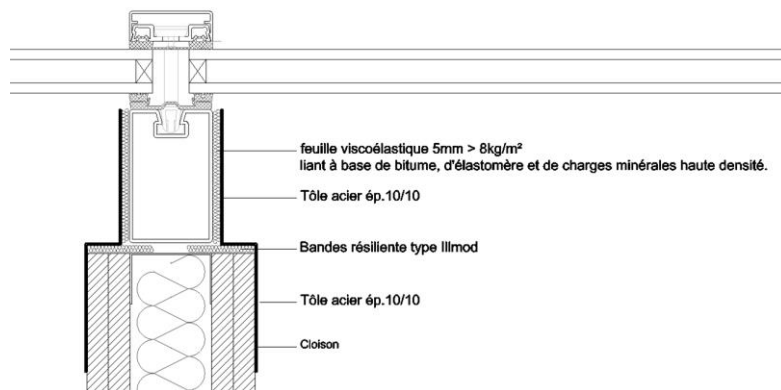 feuille viscoélastique 5mm > 8kg/m²
liant à base de bitume, d'élastomère et de charges minérales haute densité.
Tôle acier ép.10/10
Bandes résiliente type Illmod
Tôle acier ép.10/10
Cloison